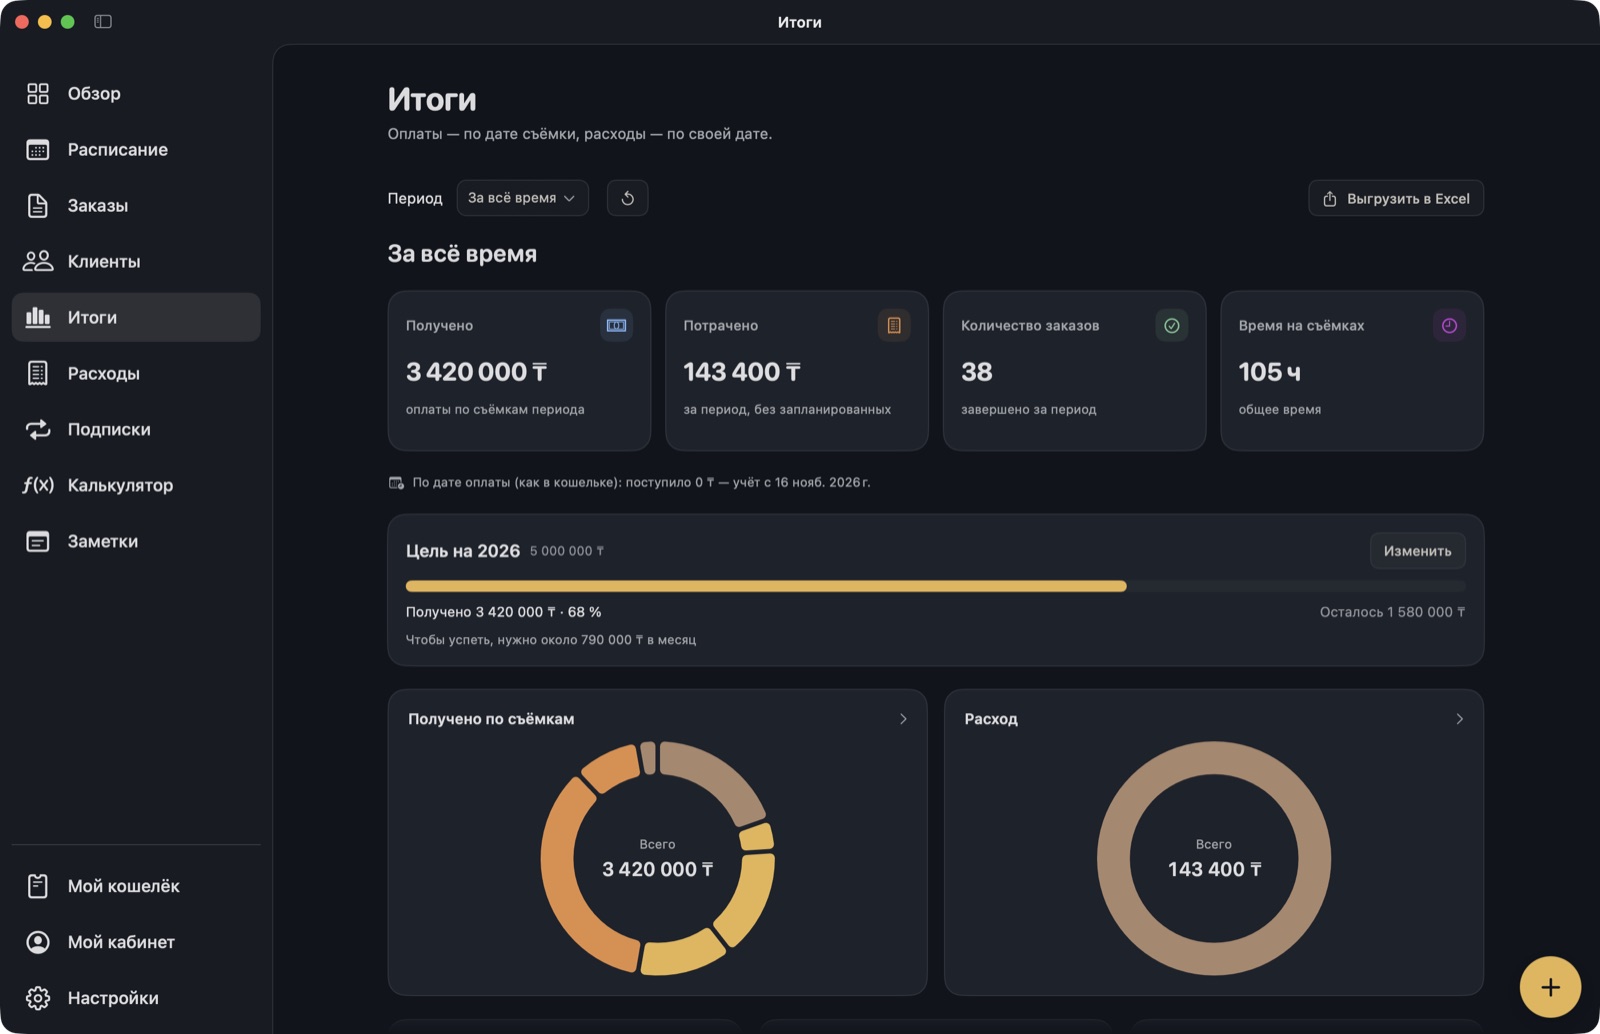 Итоги
Обзор
Расписание
Заказы
Клиенты
Итоги
Расходы
Подписки
f(x) Калькулятор
Заметки
Мой кошелёк
Мой кабинет
Настройки
Итоги
Оплаты — по дате съёмки, расходы — по своей дате.
Период За всё время
Выгрузить в Excel
За всё время
Получено
3 420 000 ₸
оплаты по съёмкам периода
Потрачено
143 400 ₸
за период, без запланированных
Количество заказов
38
завершено за период
Время на съёмках
105 ч
общее время
По дате оплаты (как в кошельке): поступило 0 ₸ — учёт с 16 нояб. 2026 г.
Цель на 2026 5 000 000 ₸
Изменить
Получено 3 420 000 ₸ · 68 %
Осталось 1 580 000 ₸
Чтобы успеть, нужно около 790 000 ₸ в месяц
Получено по съёмкам
Всего
3 420 000 ₸
Расход
Всего
143 400 ₸